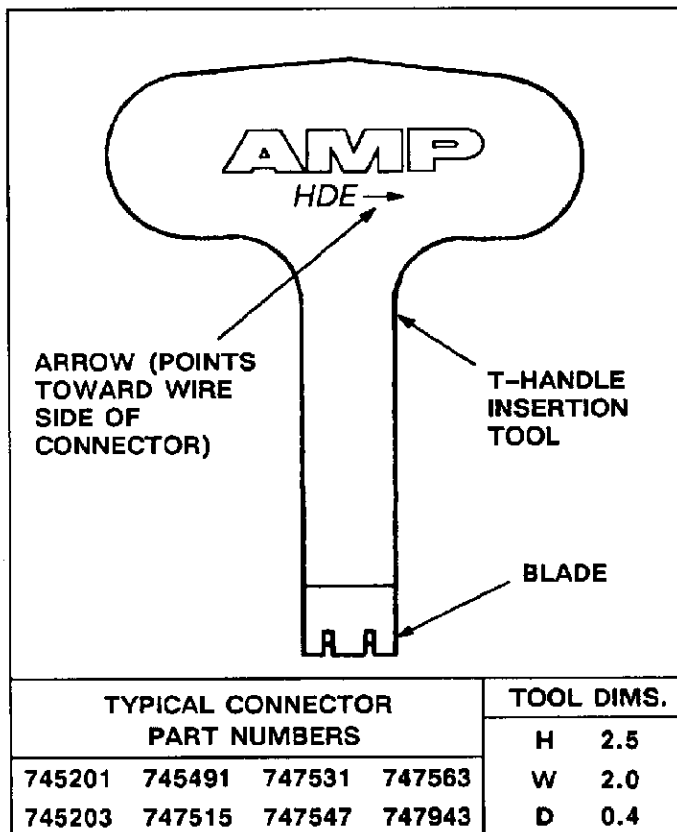 AMP
HDE →
ARROW (POINTS
TOWARD WIRE
SIDE OF
CONNECTOR)
T-HANDLE
INSERTION
TOOL
BLADE
TYPICAL CONNECTOR
PART NUMBERS
745201 745491 747531 747563
745203 747515 747547 747943
TOOL DIMS.
H 2.5
W 2.0
D 0.4